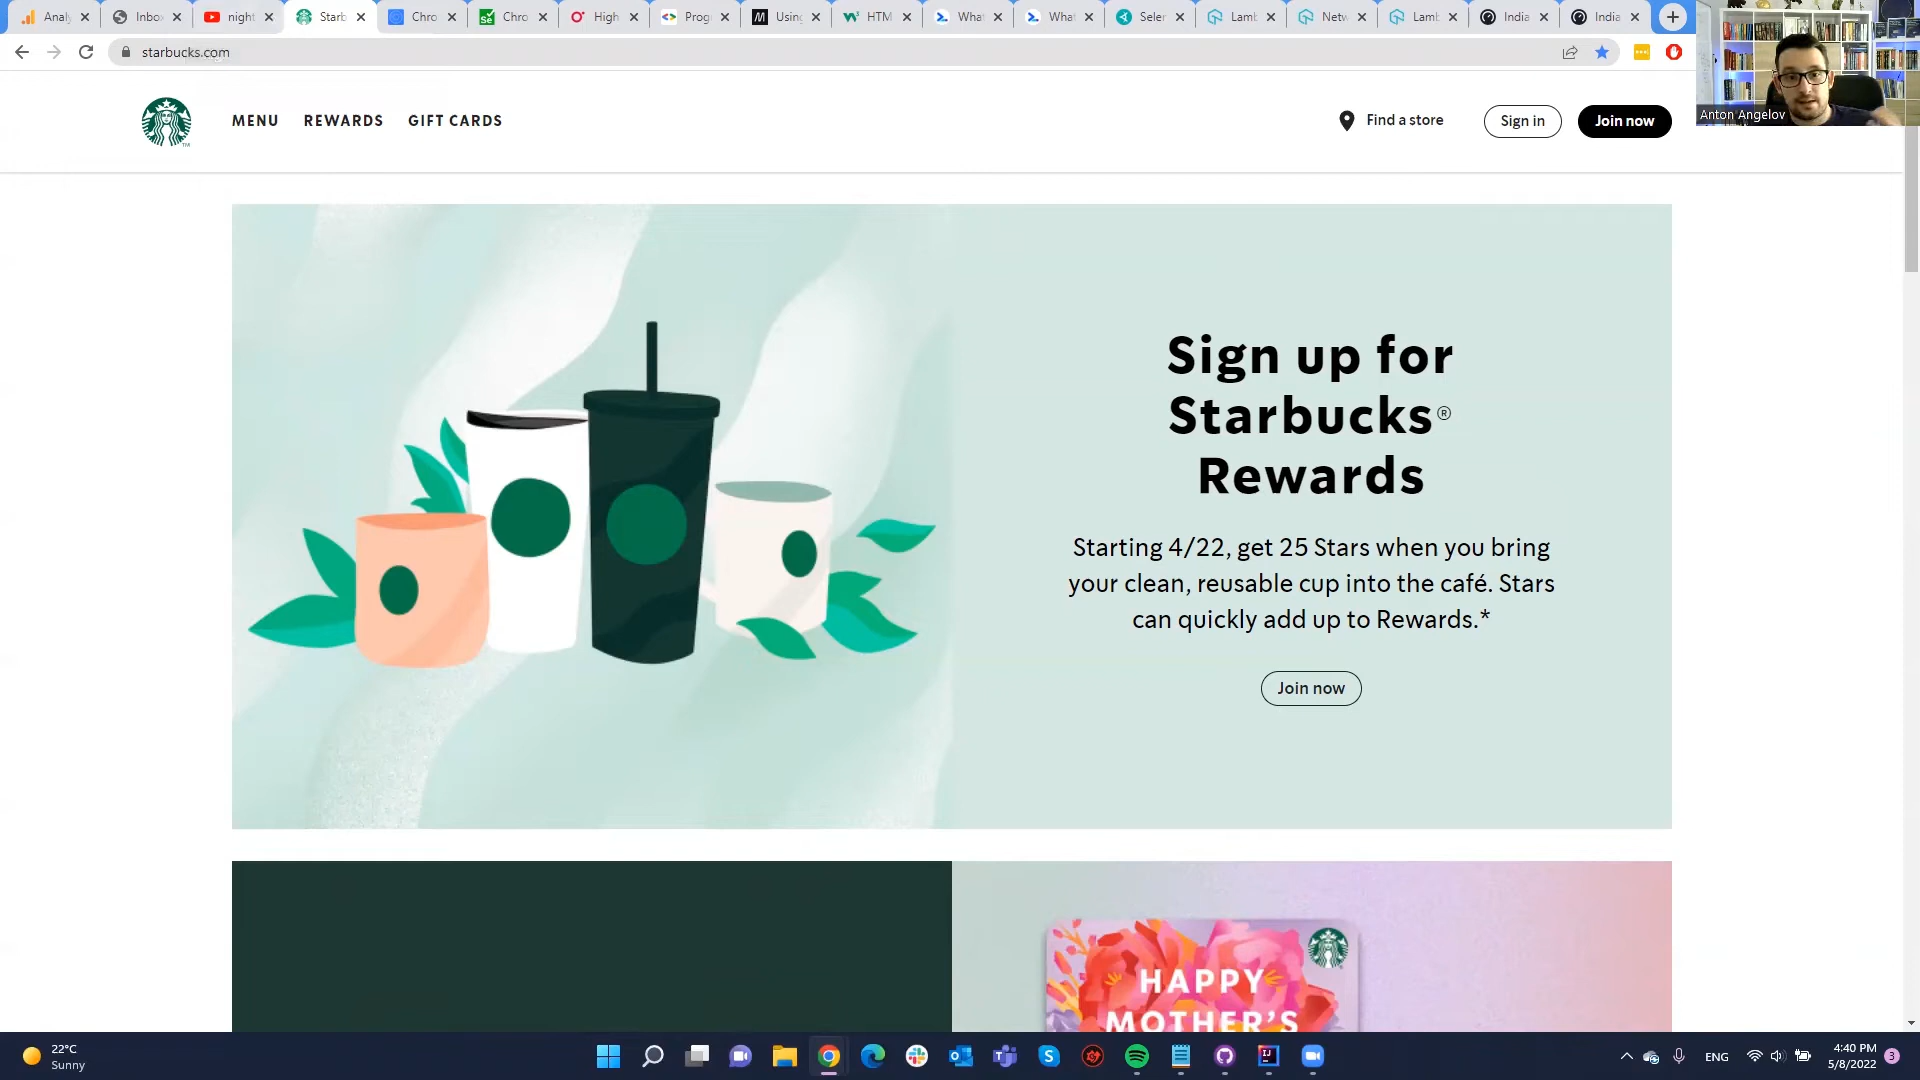 Analy
Inbo
night
Starb
Chro
Chro
High
Progr
Using
HTM
What
What
Selen
Lamb
Netw
Lamb
India
India
starbucks.com
MENU
REWARDS
GIFT CARDS
Find a store
Sign in
Join now
Anton Angelov
Sign up for
Starbucks®
Rewards
Starting 4/22, get 25 Stars when you bring
your clean, reusable cup into the café. Stars
can quickly add up to Rewards.*
Join now
HAPPY
MOTHER'S
22°C
Sunny
ENG
4:40 PM
5/8/2022
3